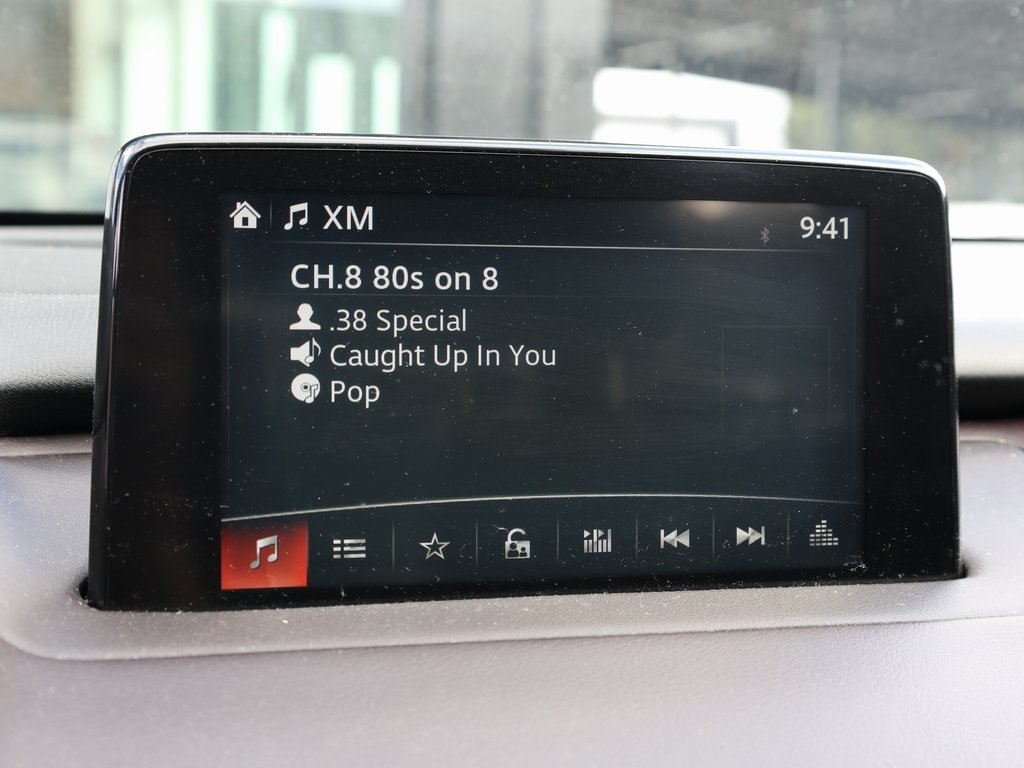 XM
9:41
CH.8 80s on 8
.38 Special
Caught Up In You
Pop